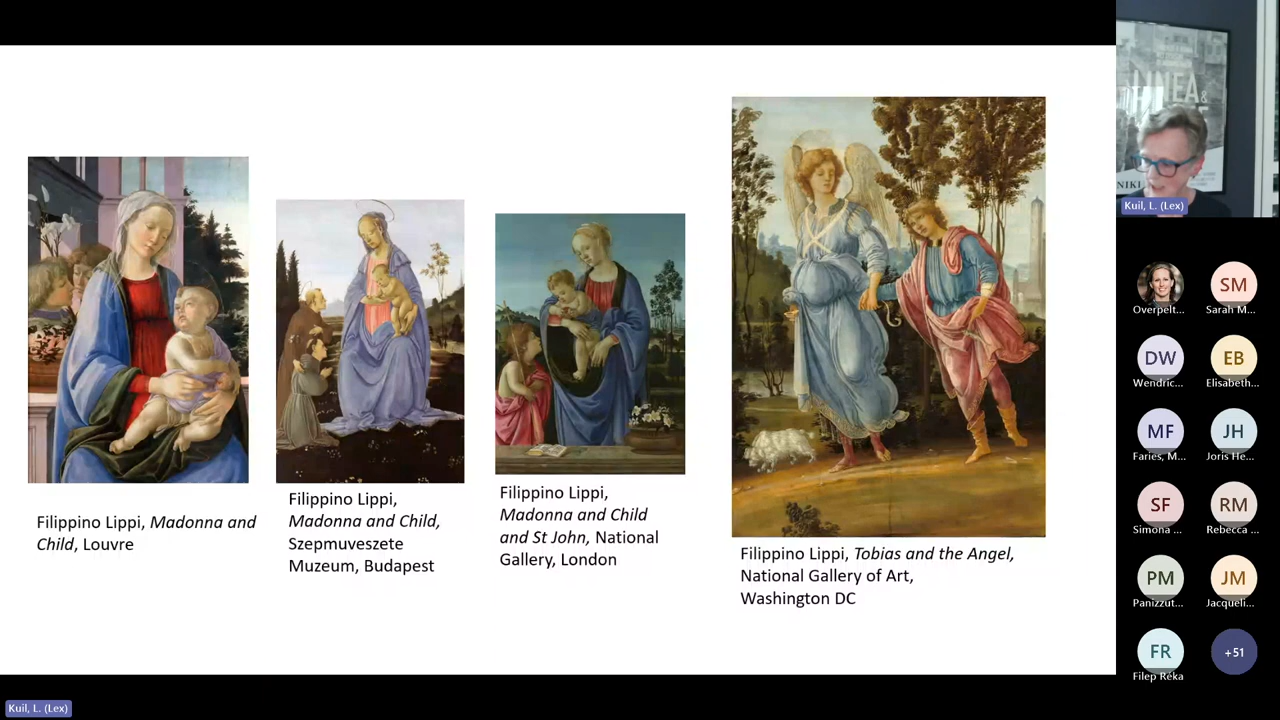 Filippino Lippi, Madonna and
Child, Louvre
Filippino Lippi,
Madonna and Child,
Szepmuveszete
Muzeum, Budapest
Filippino Lippi,
Madonna and Child
and St John, National
Gallery, London
Filippino Lippi, Tobias and the Angel,
National Gallery of Art,
Washington DC
NIKI
Kuil, L. (Lex)
Overpelt...
SM
Sarah M...
DW
Wendric...
EB
Elisabeth...
MF
Faries, M...
JH
Joris He...
SF
Simona ...
RM
Rebecca ...
PM
Panizzut...
JM
Jacqueli...
FR
Filep Réka
+51
Kuil, L. (Lex)